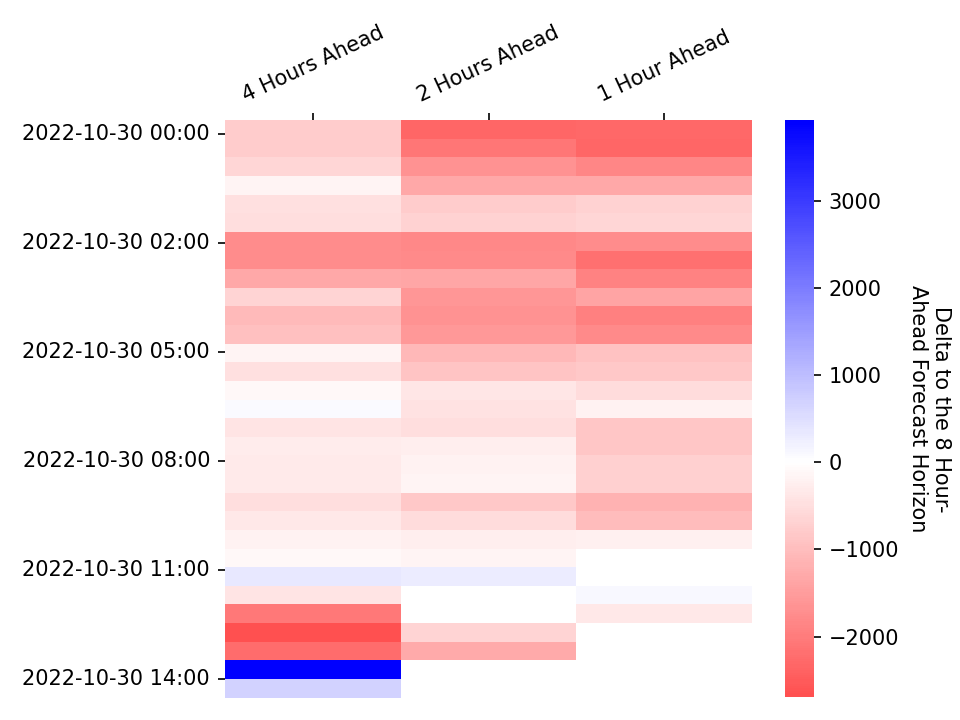 4 Hours Ahead
2 Hours Ahead
1 Hour Ahead
2022-10-30 00:00
2022-10-30 02:00
2022-10-30 05:00
2022-10-30 08:00
2022-10-30 11:00
2022-10-30 14:00
3000
2000
1000
0
−1000
−2000
Delta to the 8 Hour-
Ahead Forecast Horizon